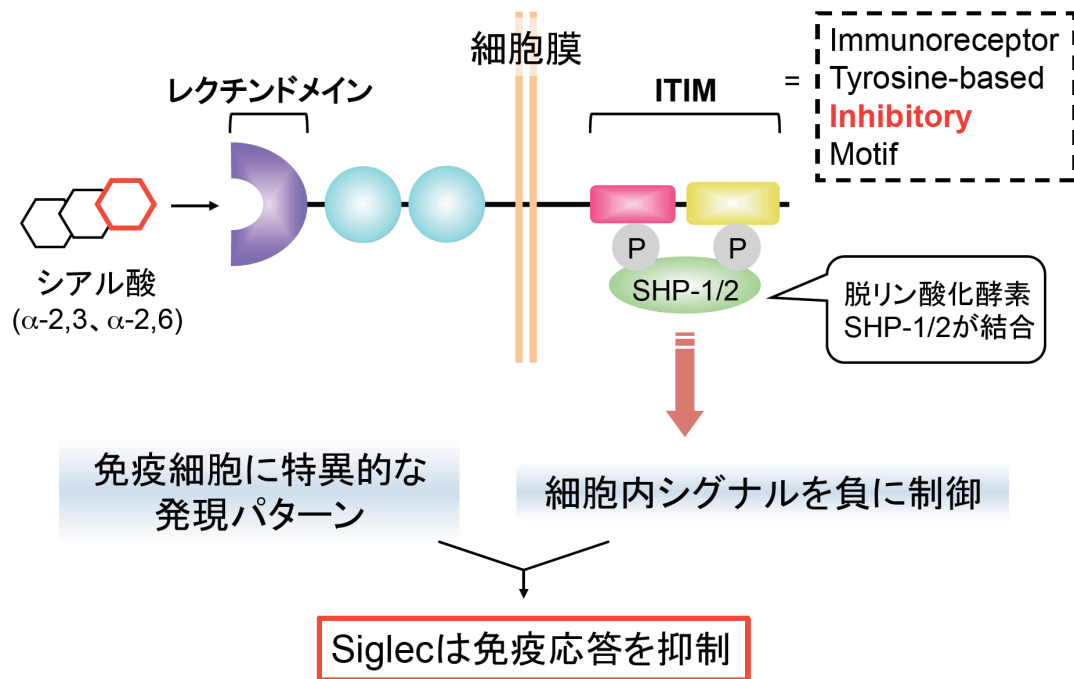 細胞膜
レクチンドメイン
ITIM
=
Immunoreceptor
Tyrosine-based
Inhibitory
Motif
シアル酸
(α-2,3、α-2,6)
P
P
SHP-1/2
脱リン酸化酵素
SHP-1/2が結合
免疫細胞に特異的な
発現パターン
細胞内シグナルを負に制御
Siglecは免疫応答を抑制